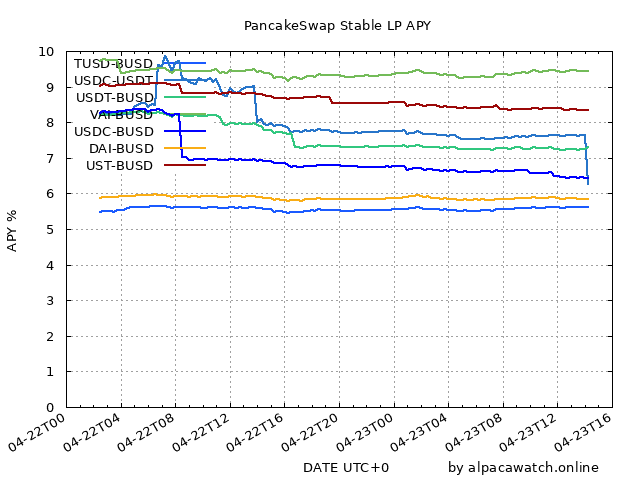 PancakeSwap Stable LP APY
10
9
8
7
6
5
4
3
2
1
0
APY %
TUSD-BUSD
USDC-USDT
USDT-BUSD
VAI-BUSD
USDC-BUSD
DAI-BUSD
UST-BUSD
04-22T00
04-22T04
04-22T08
04-22T12
04-22T16
04-22T20
04-23T00
04-23T04
04-23T08
04-23T12
04-23T16
DATE UTC+0
by alpacawatch.online